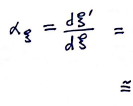 α_ξ = dξ'/dξ =
≅